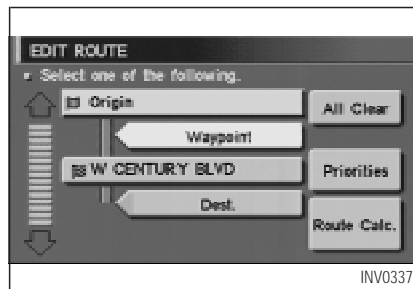 EDIT ROUTE
Select one of the following.
Origin
All Clear
Waypoint
W CENTURY BLVD
Priorities
Dest.
Route Calc.
INV0337